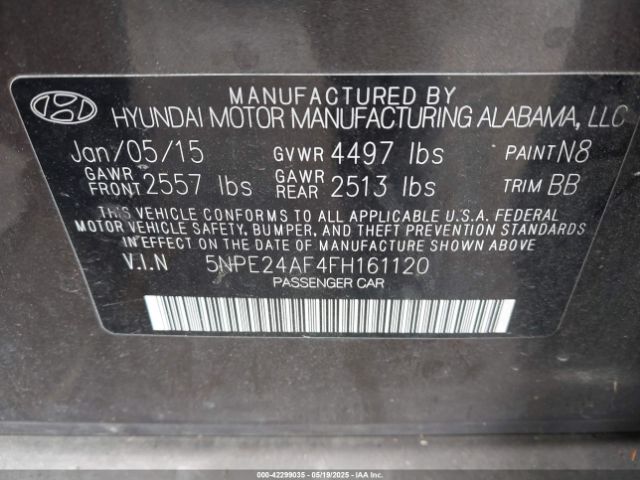 MANUFACTURED BY
HYUNDAI MOTOR MANUFACTURING ALABAMA, LLC
Jan/05/15 GVWR 4497 lbs PAINT N8
GAWR FRONT 2557 lbs GAWR REAR 2513 lbs TRIM BB
THIS VEHICLE CONFORMS TO ALL APPLICABLE U.S.A. FEDERAL
MOTOR VEHICLE SAFETY, BUMPER, AND THEFT PREVENTION STANDARDS
IN EFFECT ON THE DATE OF MANUFACTURE SHOWN ABOVE.
V.I.N 5NPE24AF4FH161120
PASSENGER CAR
000-42299035 - 05/19/2025 - COPYRIGHT IAA, LLC.